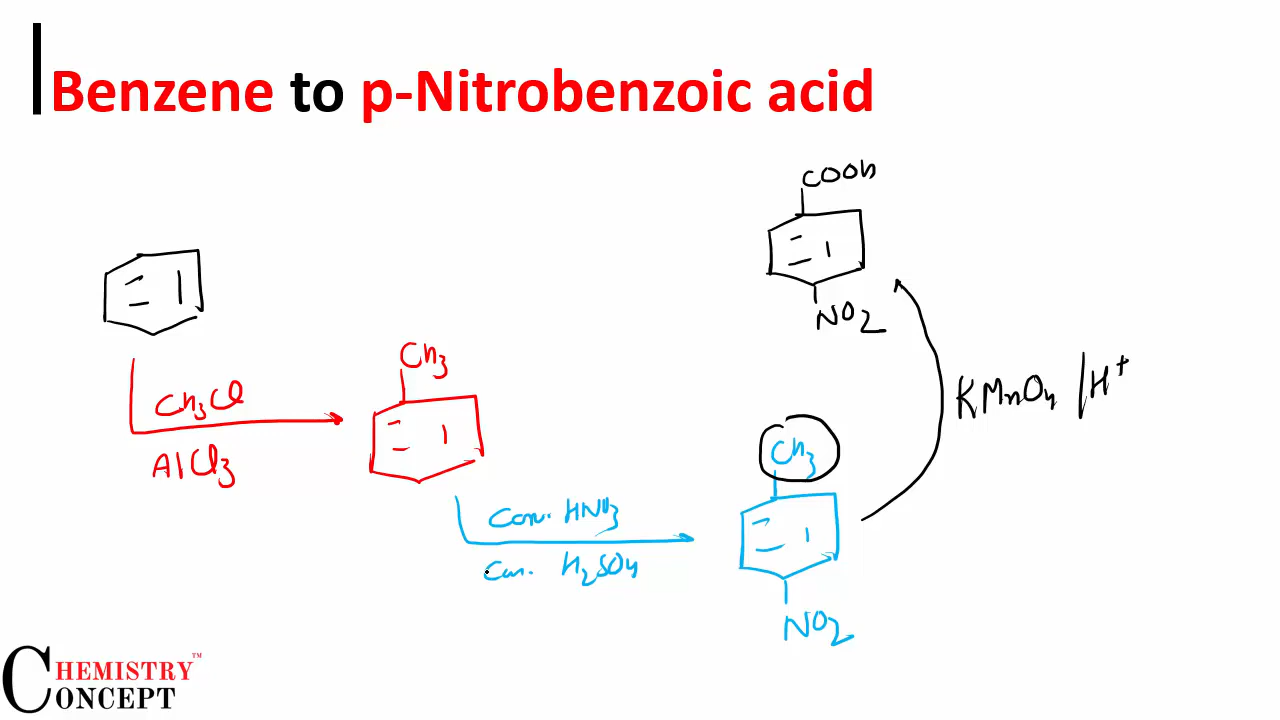 Benzene to p-Nitrobenzoic acid
COOH
NO2
CH3Cl
AlCl3
CH3
KMnO4 /H+
CH3
Conc. HNO3
Con. H2SO4
NO2
CHEMISTRY™
CONCEPT